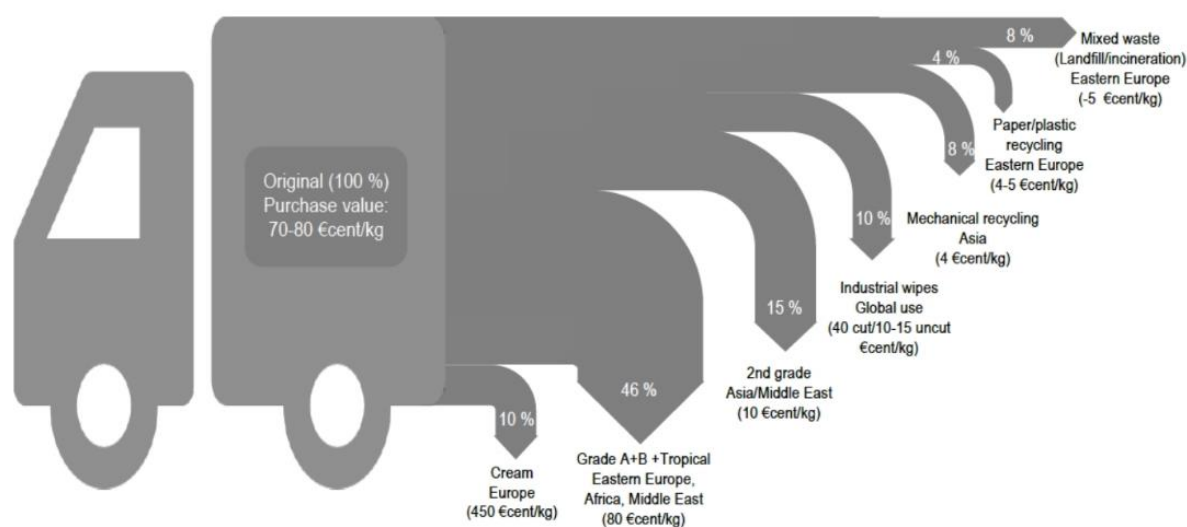 Original (100 %)
Purchase value:
70-80 €cent/kg
8 %
Mixed waste
(Landfill/incineration)
Eastern Europe
(-5 €cent/kg)
4 %
Paper/plastic
recycling
Eastern Europe
(4-5 €cent/kg)
8 %
Mechanical recycling
Asia
(4 €cent/kg)
10 %
Industrial wipes
Global use
(40 cut/10-15 uncut
€cent/kg)
15 %
2nd grade
Asia/Middle East
(10 €cent/kg)
46 %
Grade A+B +Tropical
Eastern Europe,
Africa, Middle East
(80 €cent/kg)
10 %
Cream
Europe
(450 €cent/kg)